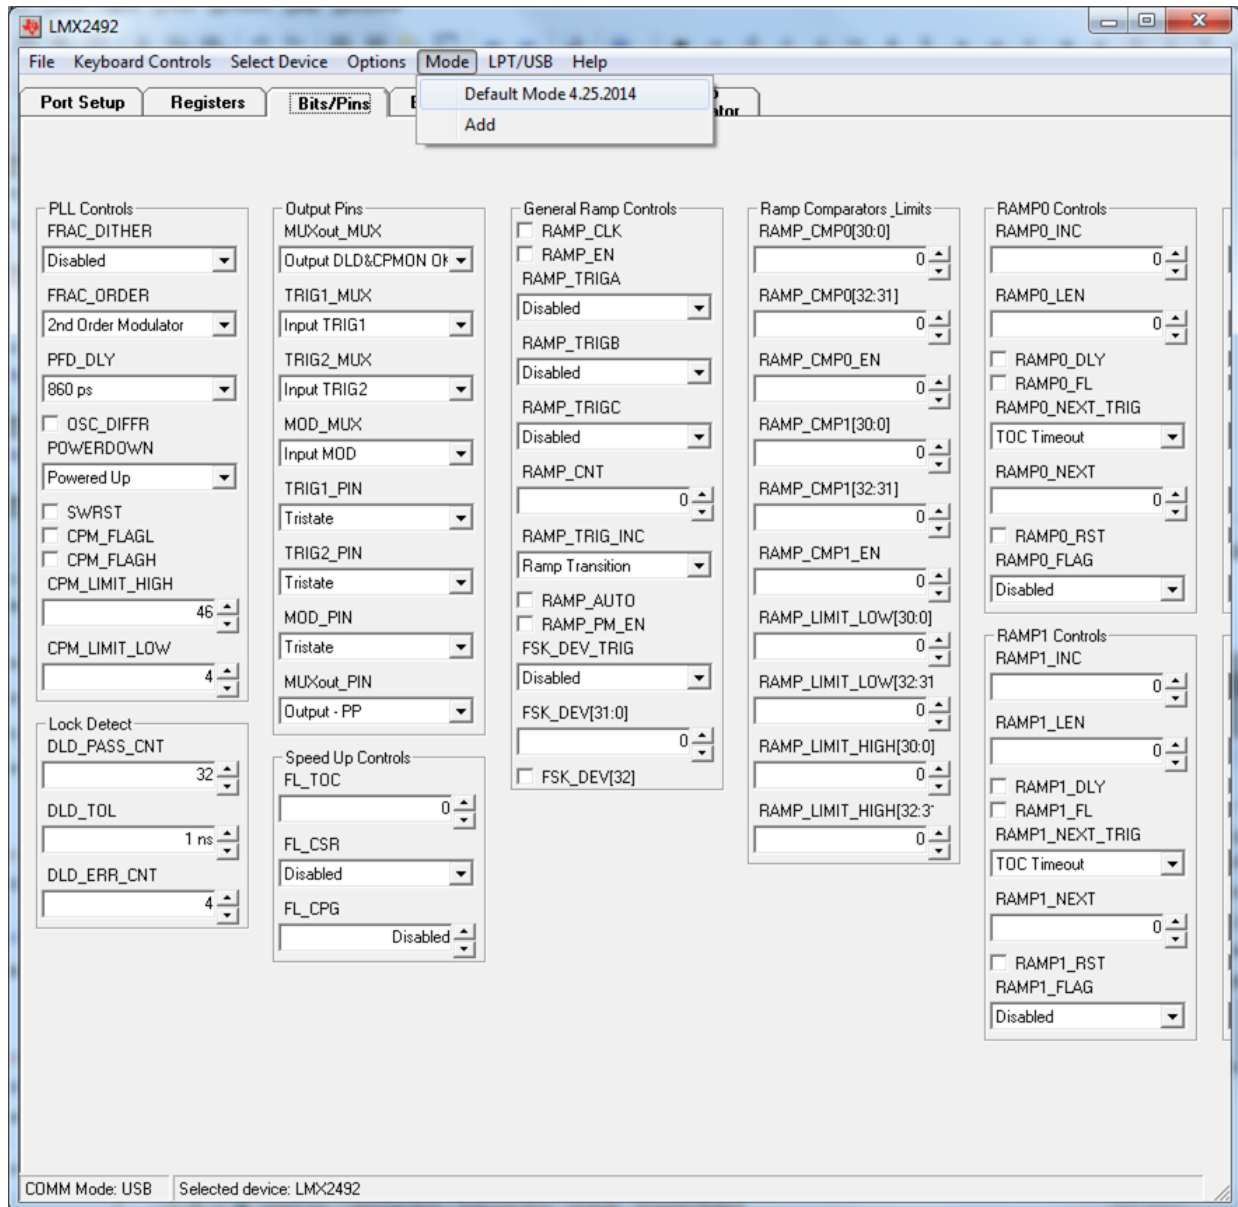 LMX2492
File Keyboard Controls Select Device Options Mode LPT/USB Help
Default Mode 4.25.2014
Add
Port Setup Registers Bits/Pins
PLL Controls
FRAC_DITHER
Disabled
FRAC_ORDER
2nd Order Modulator
PFD_DLY
860 ps
OSC_DIFFR
POWERDOWN
Powered Up
SWRST
CPM_FLAGL
CPM_FLAGH
CPM_LIMIT_HIGH
46
CPM_LIMIT_LOW
4
Lock Detect
DLD_PASS_CNT
32
DLD_TOL
1 ns
DLD_ERR_CNT
4
Output Pins
MUXout_MUX
Output DLD&CPMON OK
TRIG1_MUX
Input TRIG1
TRIG2_MUX
Input TRIG2
MOD_MUX
Input MOD
TRIG1_PIN
Tristate
TRIG2_PIN
Tristate
MOD_PIN
Tristate
MUXout_PIN
Output - PP
Speed Up Controls
FL_TOC
0
FL_CSR
Disabled
FL_CPG
Disabled
General Ramp Controls
RAMP_CLK
RAMP_EN
RAMP_TRIGA
Disabled
RAMP_TRIGB
Disabled
RAMP_TRIGC
Disabled
RAMP_CNT
0
RAMP_TRIG_INC
Ramp Transition
RAMP_AUTO
RAMP_PM_EN
FSK_DEV_TRIG
Disabled
FSK_DEV[31:0]
0
FSK_DEV[32]
Ramp Comparators _Limits
RAMP_CMP0[30:0]
0
RAMP_CMP0[32:31]
0
RAMP_CMP0_EN
0
RAMP_CMP1[30:0]
0
RAMP_CMP1[32:31]
0
RAMP_CMP1_EN
0
RAMP_LIMIT_LOW[30:0]
0
RAMP_LIMIT_LOW[32:31
0
RAMP_LIMIT_HIGH[30:0]
0
RAMP_LIMIT_HIGH[32:3
0
RAMP0 Controls
RAMP0_INC
0
RAMP0_LEN
0
RAMP0_DLY
RAMP0_FL
RAMP0_NEXT_TRIG
TOC Timeout
RAMP0_NEXT
0
RAMP0_RST
RAMP0_FLAG
Disabled
RAMP1 Controls
RAMP1_INC
0
RAMP1_LEN
0
RAMP1_DLY
RAMP1_FL
RAMP1_NEXT_TRIG
TOC Timeout
RAMP1_NEXT
0
RAMP1_RST
RAMP1_FLAG
Disabled
COMM Mode: USB Selected device: LMX2492